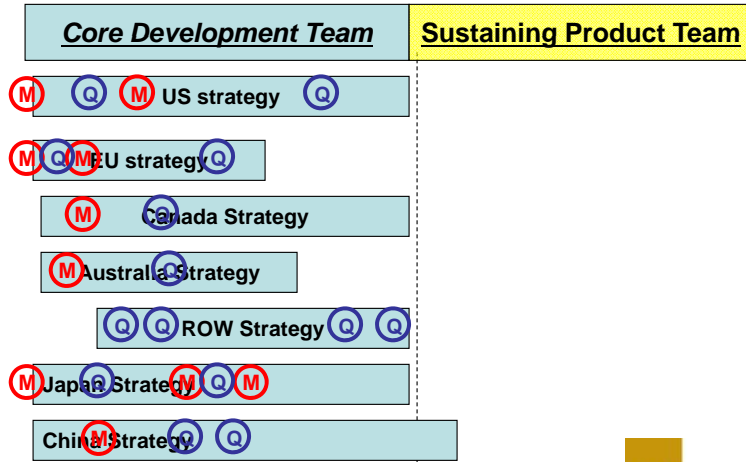 Core Development Team Sustaining Product Team
M Q M US strategy Q
M Q M EU strategy Q
M Q Canada Strategy
M Australia Strategy Q
Q Q ROW Strategy Q Q
M Japan Strategy Q M Q M
China Strategy M Q Q